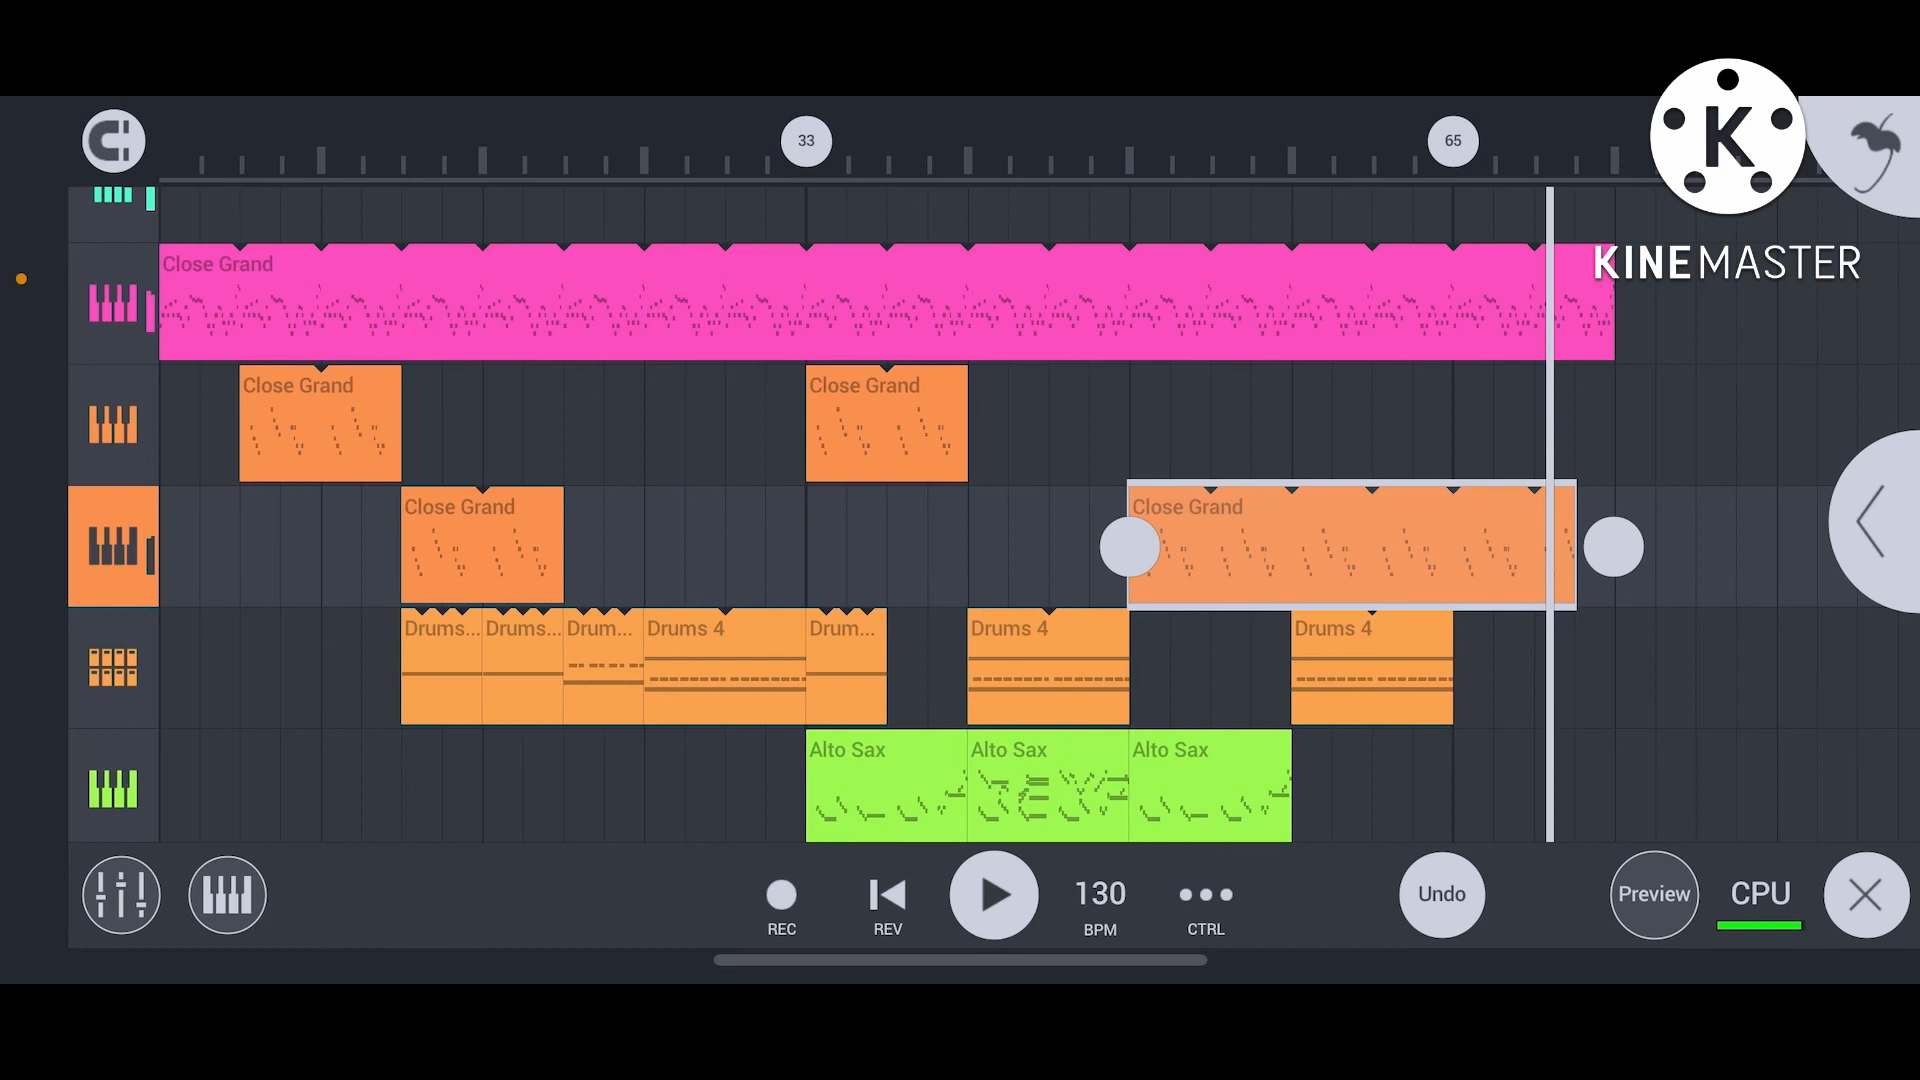 33
65
K
KINEMASTER
Close Grand
Close Grand
Close Grand
Close Grand
Close Grand
Drums...
Drums...
Drum...
Drums 4
Drum...
Drums 4
Drums 4
Alto Sax
Alto Sax
Alto Sax
REC
REV
130
BPM
CTRL
Undo
Preview
CPU